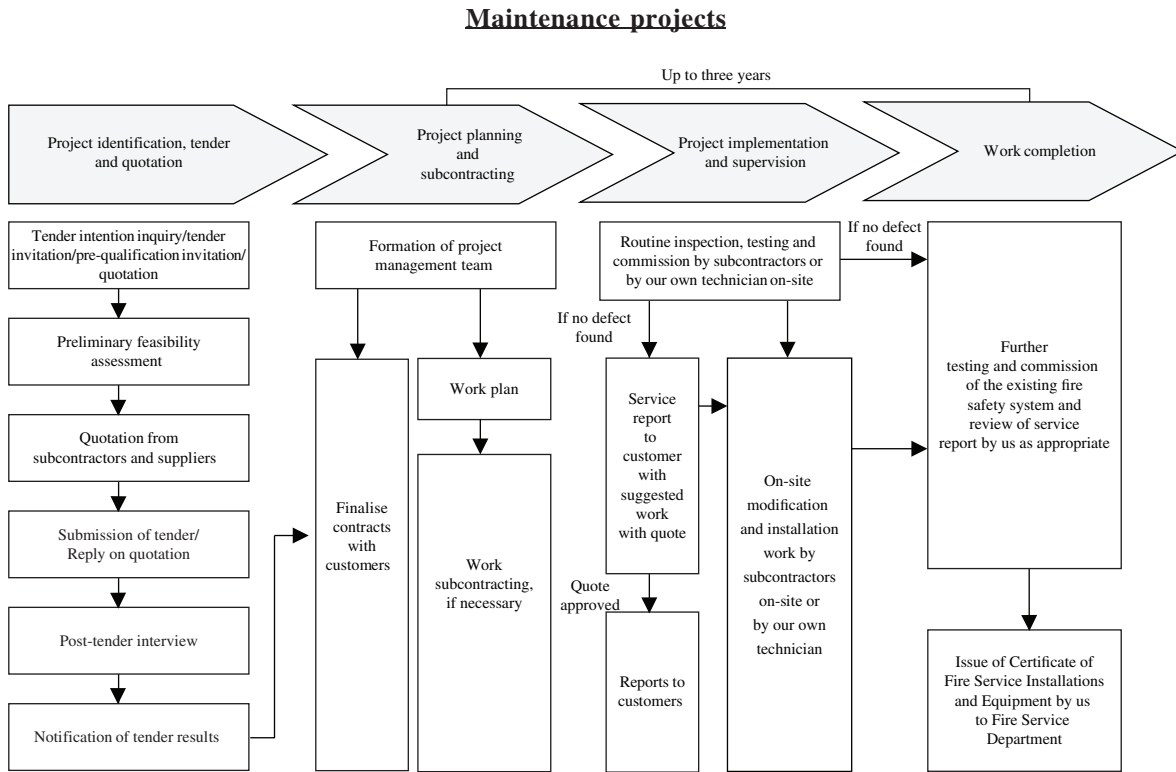 Maintenance projects
Up to three years
Project identification, tender
and quotation
Project planning
and
subcontracting
Project implementation
and supervision
Work completion
Tender intention inquiry/tender
invitation/pre-qualification invitation/
quotation
Preliminary feasibility
assessment
Quotation from
subcontractors and suppliers
Submission of tender/
Reply on quotation
Post-tender interview
Notification of tender results
Formation of project
management team
Finalise
contracts
with
customers
Work plan
Work
subcontracting,
if necessary
Routine inspection, testing and
commission by subcontractors or
by our own technician on-site
If no defect
found
If no defect
found
Service
report
to
customer
with
suggested
work
with quote
Quote
approved
Reports to
customers
On-site
modification
and installation
work by
subcontractors
on-site or
by our own
technician
Further
testing and commission
of the existing fire
safety system and
review of service
report by us as appropriate
Issue of Certificate of
Fire Service Installations
and Equipment by us
to Fire Service
Department